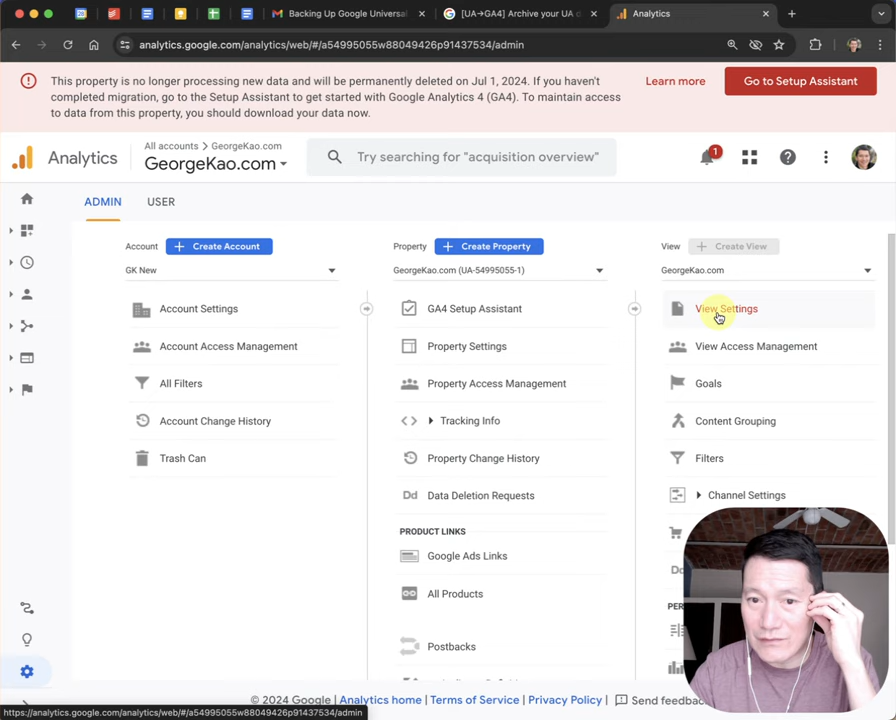 Backing Up Google Universal
[UA→GA4] Archive your UA d
Analytics
analytics.google.com/analytics/web/#/a54995055w88049426p91437534/admin
This property is no longer processing new data and will be permanently deleted on Jul 1, 2024. If you haven't
completed migration, go to the Setup Assistant to get started with Google Analytics 4 (GA4). To maintain access
to data from this property, you should download your data now.
Learn more
Go to Setup Assistant
Analytics
All accounts > GeorgeKao.com
GeorgeKao.com
Try searching for "acquisition overview"
1
ADMIN
USER
Account
Create Account
GK New
Account Settings
Account Access Management
All Filters
Account Change History
Trash Can
Property
Create Property
GeorgeKao.com (UA-54995055-1)
GA4 Setup Assistant
Property Settings
Property Access Management
Tracking Info
Property Change History
Dd Data Deletion Requests
PRODUCT LINKS
Google Ads Links
All Products
Postbacks
View
Create View
GeorgeKao.com
View Settings
View Access Management
Goals
Content Grouping
Filters
Channel Settings
© 2024 Google | Analytics home | Terms of Service | Privacy Policy | Send feedbac
https://analytics.google.com/analytics/web/#/a54995055w88049426p91437534/admin